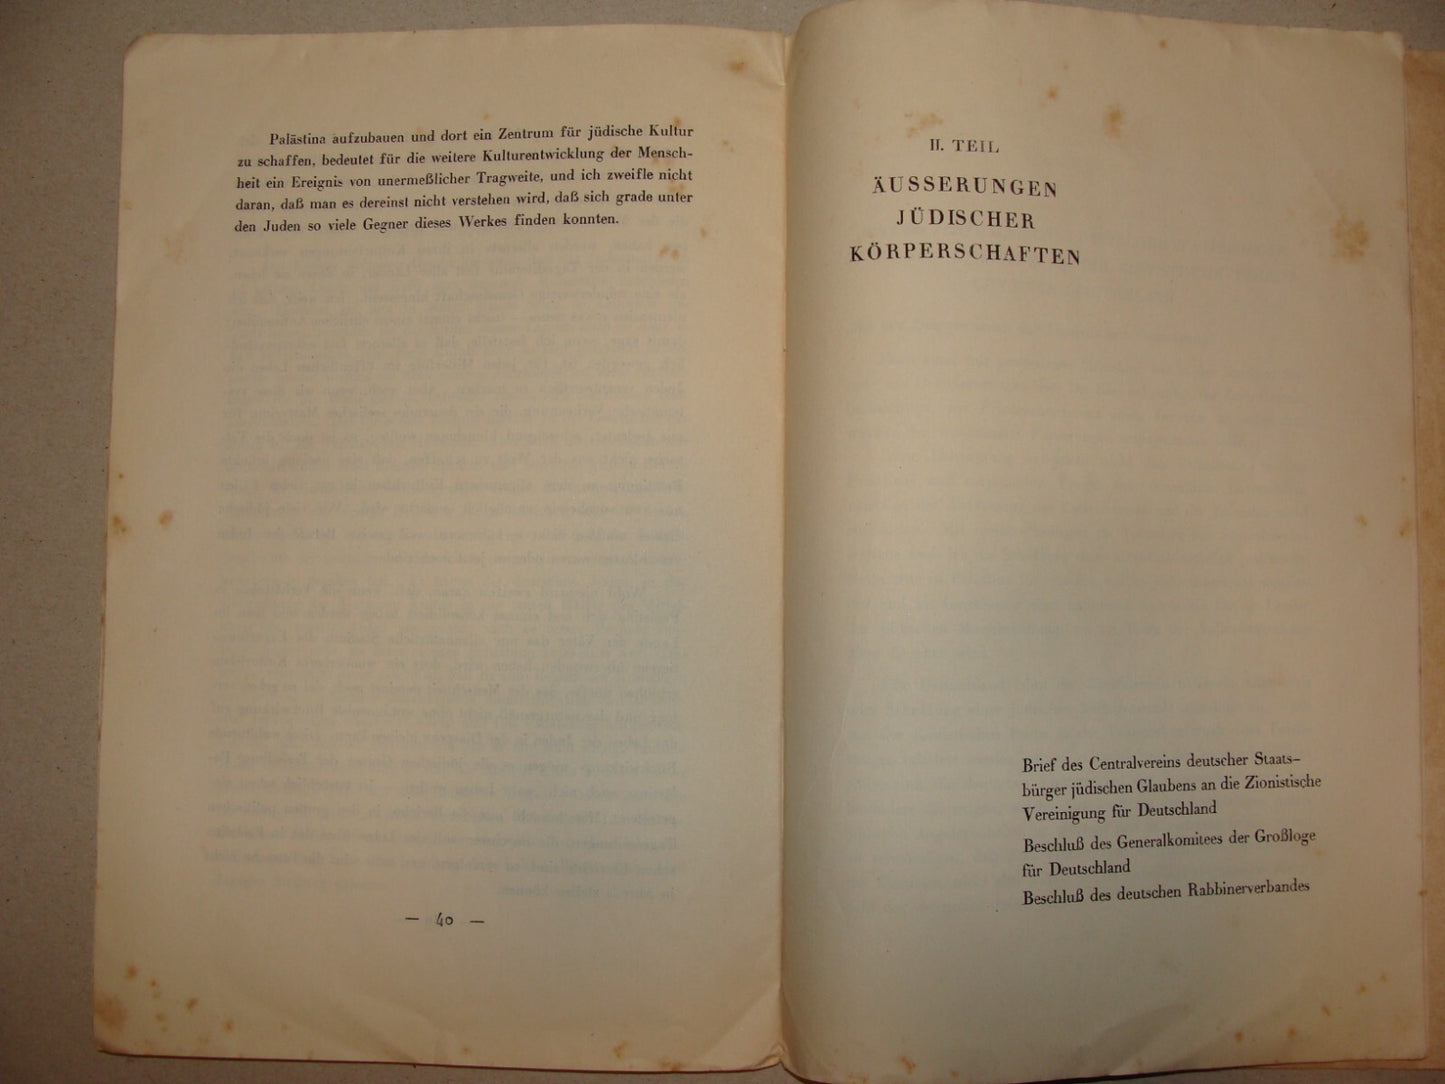 Palästina aufzubauen und dort ein Zentrum für jüdische Kultur
zu schaffen, bedeutet für die weitere Kulturentwicklung der Mensch-
heit ein Ereignis von unermeßlicher Tragweite, und ich zweifle nicht
daran, daß man es dereinst nicht verstehen wird, daß sich grade unter
den Juden so viele Gegner dieses Werkes finden konnten.
— 40 —
II. TEIL
ÄUSSERUNGEN
JÜDISCHER
KÖRPERSCHAFTEN
Brief des Centralvereins deutscher Staats-
bürger jüdischen Glaubens an die Zionistische
Vereinigung für Deutschland
Beschluß des Generalkomitees der Großloge
für Deutschland
Beschluß des deutschen Rabbinerverbandes